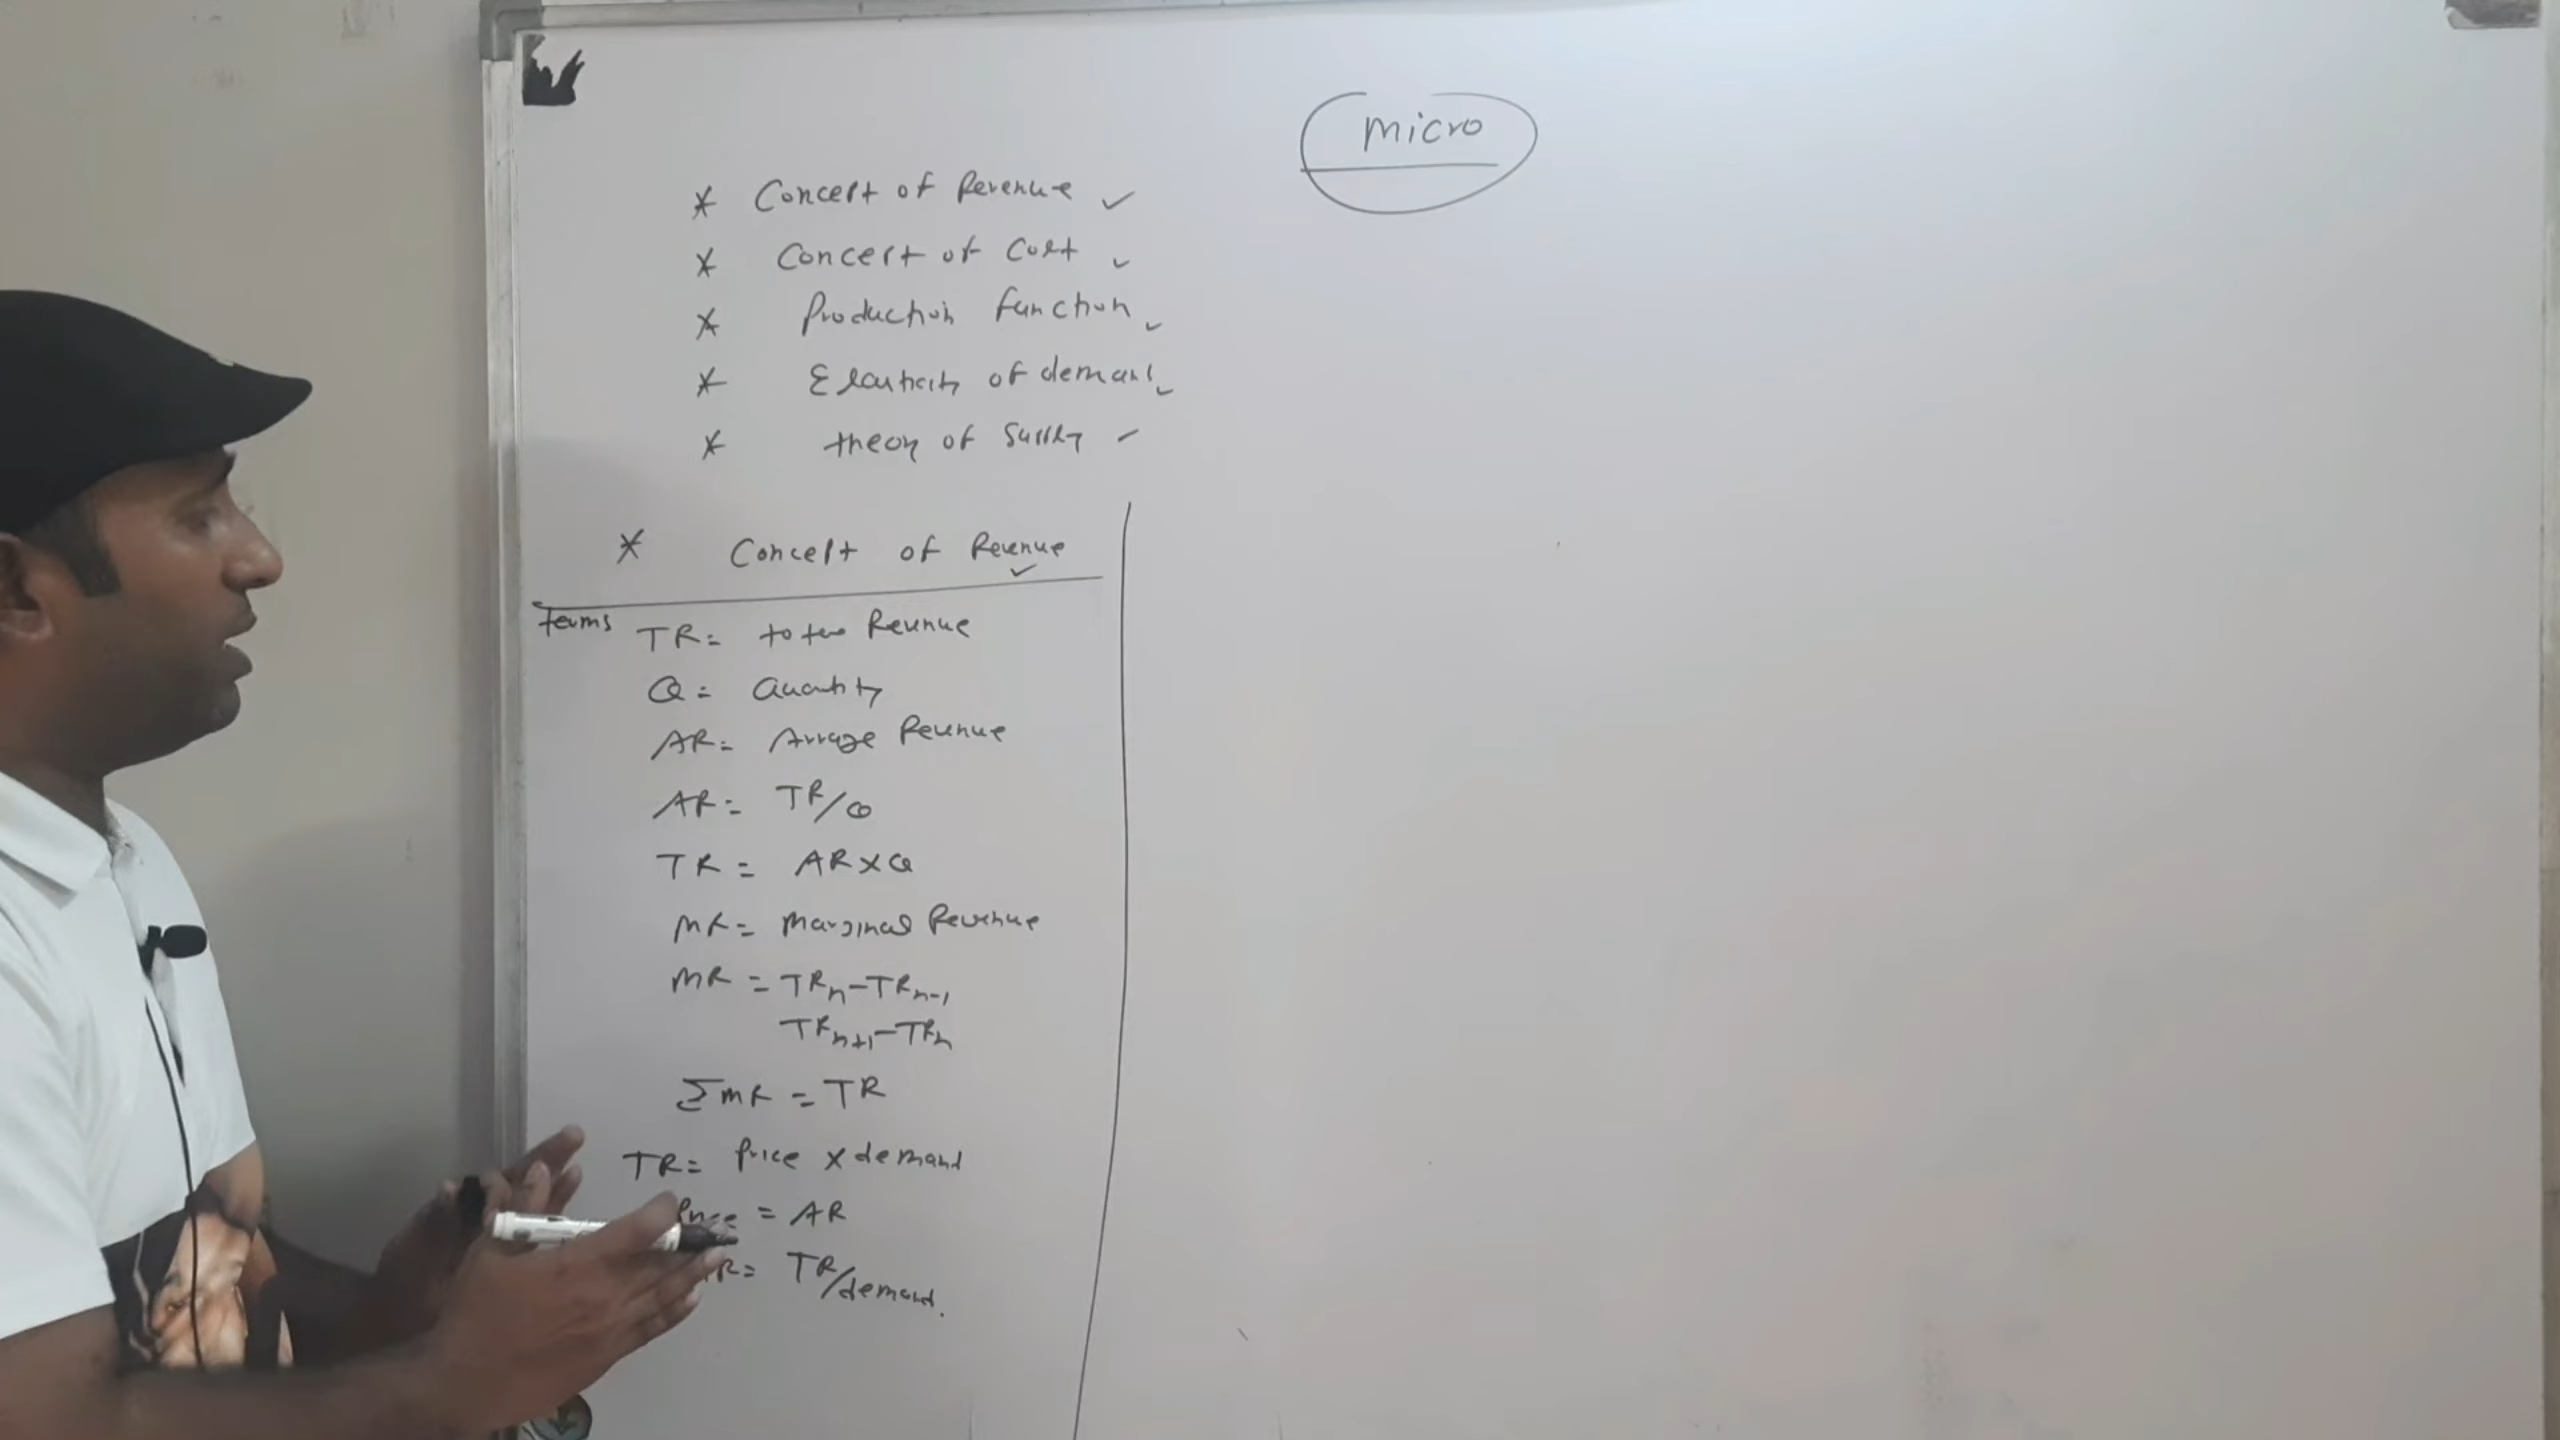 micro
* Concept of Revenue ✓
* Concept of Cost ✓
* Production function ✓
* Elasticity of demand ✓
* theory of Supply ✓
* Concept of Revenue ✓
Terms
TR = total Revenue
Q = Quantity
AR = Average Revenue
AR = TR/Q
TR = AR x Q
MR = Marginal Revenue
MR = TRn - TRn-1
TRn+1 - TRn
ΣMR = TR
TR = Price x demand
Price = AR
AR = TR/demand.